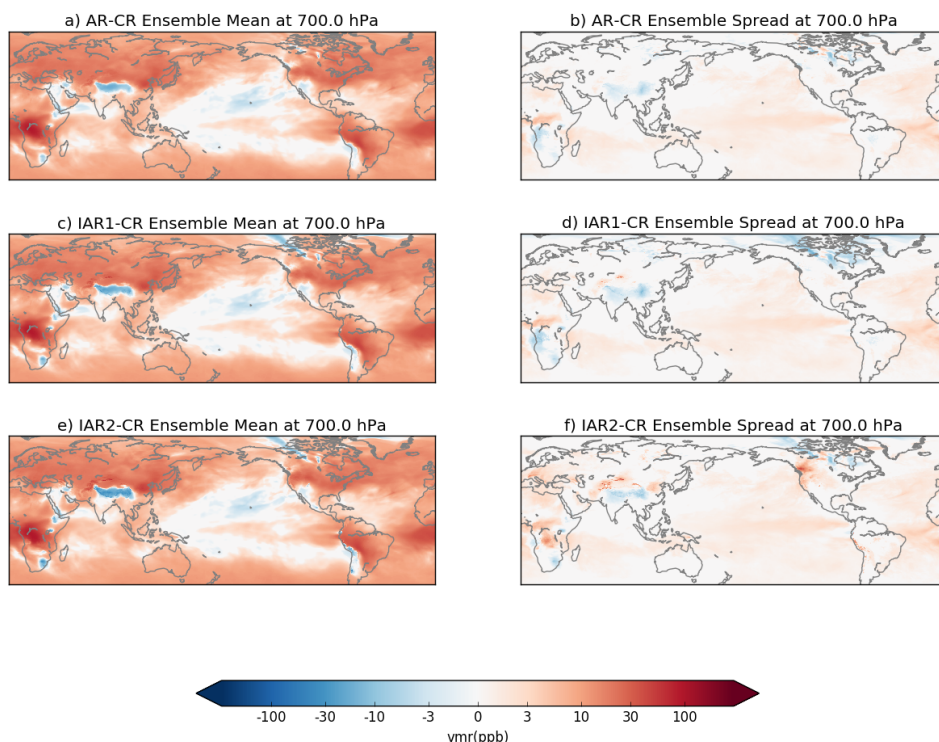 a) AR-CR Ensemble Mean at 700.0 hPa
b) AR-CR Ensemble Spread at 700.0 hPa
c) IAR1-CR Ensemble Mean at 700.0 hPa
d) IAR1-CR Ensemble Spread at 700.0 hPa
e) IAR2-CR Ensemble Mean at 700.0 hPa
f) IAR2-CR Ensemble Spread at 700.0 hPa
-100 -30 -10 -3 0 3 10 30 100
vmr(ppb)